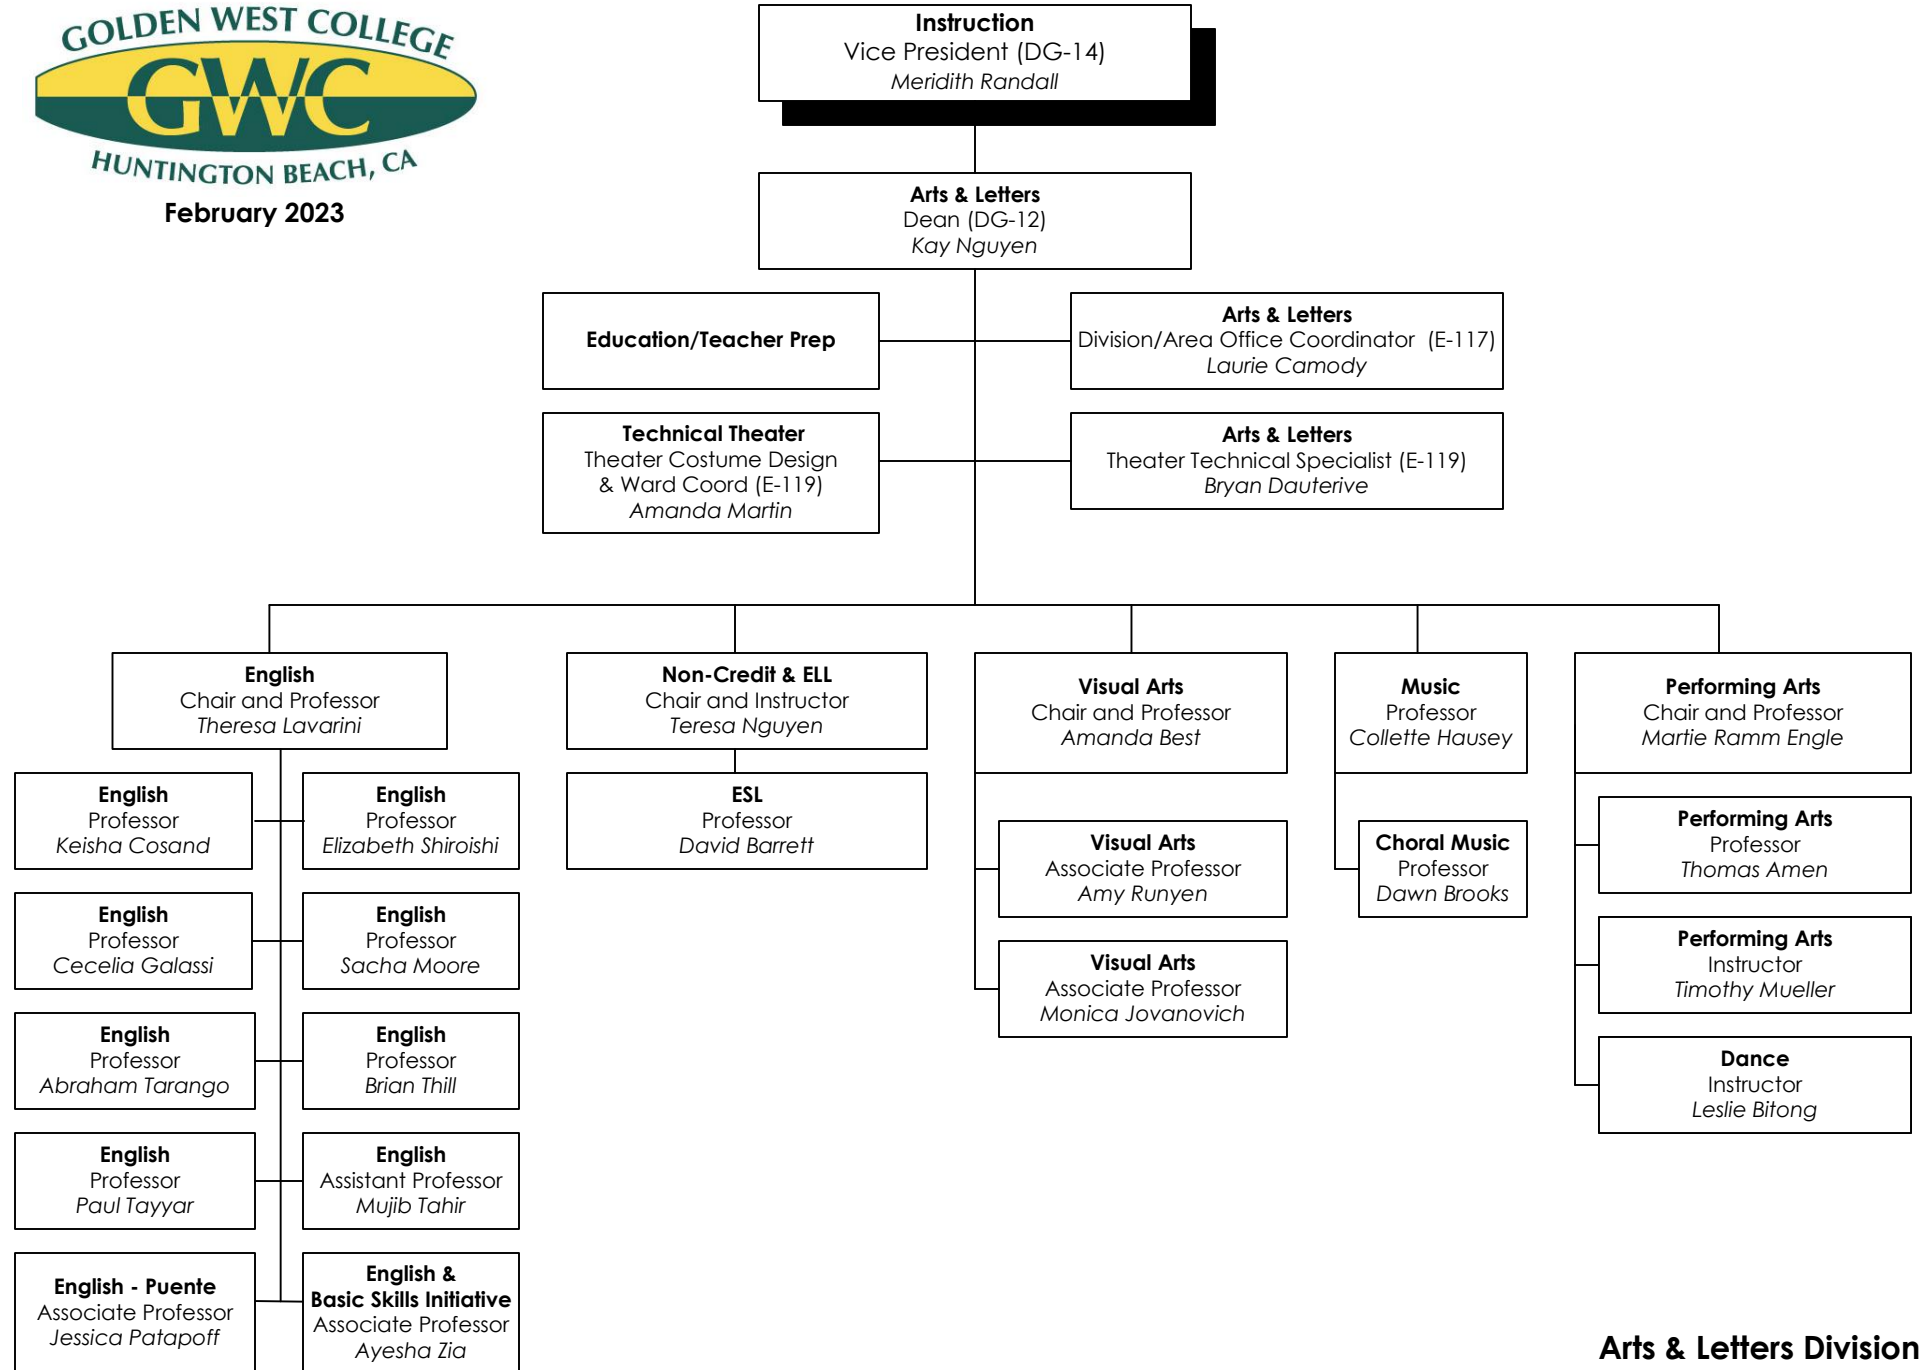 GOLDEN WEST COLLEGE
GWC
HUNTINGTON BEACH, CA
February 2023
Instruction
Vice President (DG-14)
Meridith Randall
Arts & Letters
Dean (DG-12)
Kay Nguyen
Education/Teacher Prep
Arts & Letters
Division/Area Office Coordinator (E-117)
Laurie Camody
Technical Theater
Theater Costume Design
& Ward Coord (E-119)
Amanda Martin
Arts & Letters
Theater Technical Specialist (E-119)
Bryan Dauterive
English
Chair and Professor
Theresa Lavarini
Non-Credit & ELL
Chair and Instructor
Teresa Nguyen
Visual Arts
Chair and Professor
Amanda Best
Music
Professor
Collette Hausey
Performing Arts
Chair and Professor
Martie Ramm Engle
English
Professor
Keisha Cosand
English
Professor
Elizabeth Shiroishi
ESL
Professor
David Barrett
Visual Arts
Associate Professor
Amy Runyen
Choral Music
Professor
Dawn Brooks
Performing Arts
Professor
Thomas Amen
English
Professor
Cecelia Galassi
English
Professor
Sacha Moore
Visual Arts
Associate Professor
Monica Jovanovich
Performing Arts
Instructor
Timothy Mueller
English
Professor
Abraham Tarango
English
Professor
Brian Thill
Dance
Instructor
Leslie Bitong
English
Professor
Paul Tayyar
English
Assistant Professor
Mujib Tahir
English - Puente
Associate Professor
Jessica Patapoff
English &
Basic Skills Initiative
Associate Professor
Ayesha Zia
Arts & Letters Division